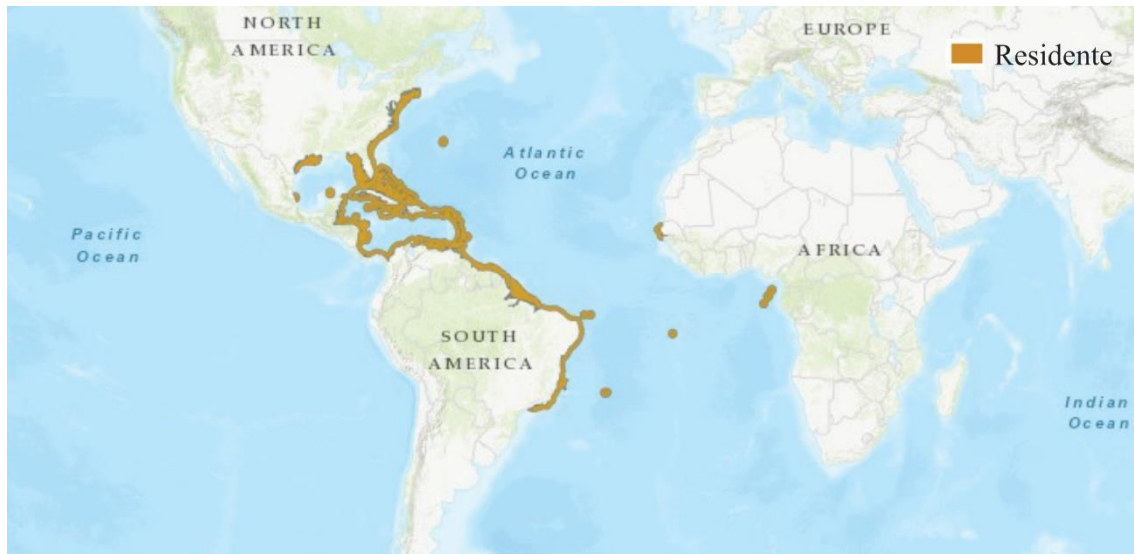 NORTH
AMERICA
EUROPE
Residente
Atlantic
Ocean
Pacific
Ocean
AFRICA
SOUTH
AMERICA
Indian
Ocean